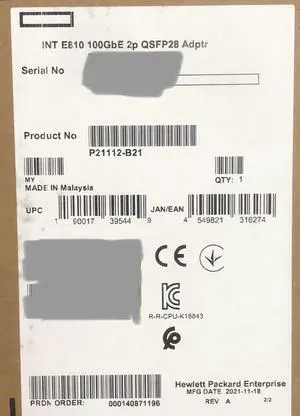 INT E810 100GbE 2p QSFP28 Adptr
Serial No
Product No
P21112-B21
MY
MADE IN Malaysia
QTY: 1
UPC
1 90017 39544 9
JAN/EAN
4 549821 316274
CE
R-R-CPU-K18843
PRDN ORDER: 000140871196
Hewlett Packard Enterprise
MFG DATE 2021-11-18
REV A 2/2